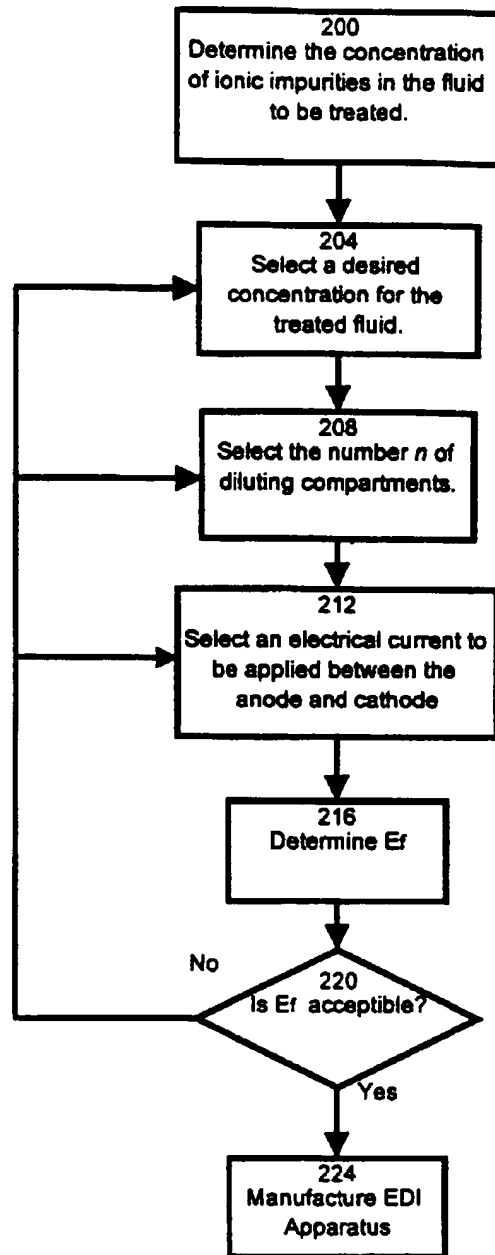 200
Determine the concentration
of ionic impurities in the fluid
to be treated.
204
Select a desired
concentration for the
treated fluid.
208
Select the number n of
diluting compartments.
212
Select an electrical current to
be applied between the
anode and cathode
216
Determine Ef
No
220
Is Ef acceptible?
Yes
224
Manufacture EDI
Apparatus